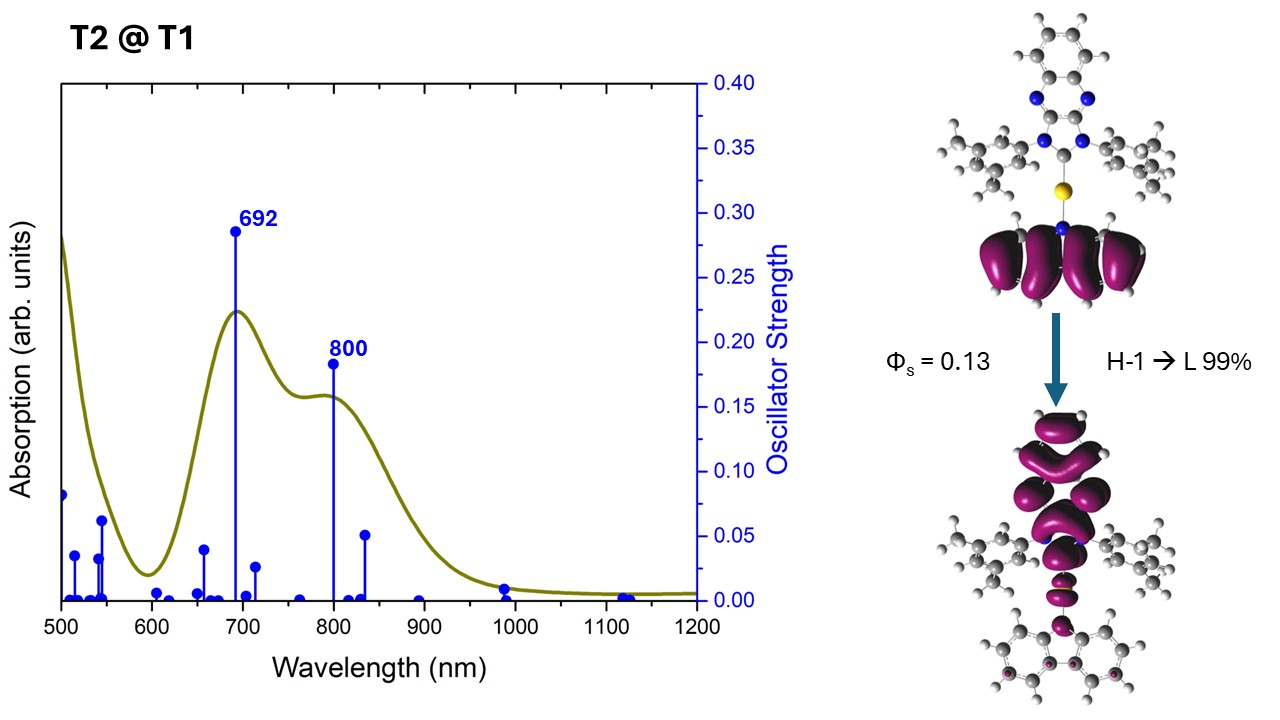 T2 @ T1
692
800
Absorption (arb. units)
0.40
0.35
0.30
0.25
0.20
0.15
0.10
0.05
0.00
Oscillator Strength
500 600 700 800 900 1000 1100 1200
Wavelength (nm)
Φs = 0.13
H-1 → L 99%